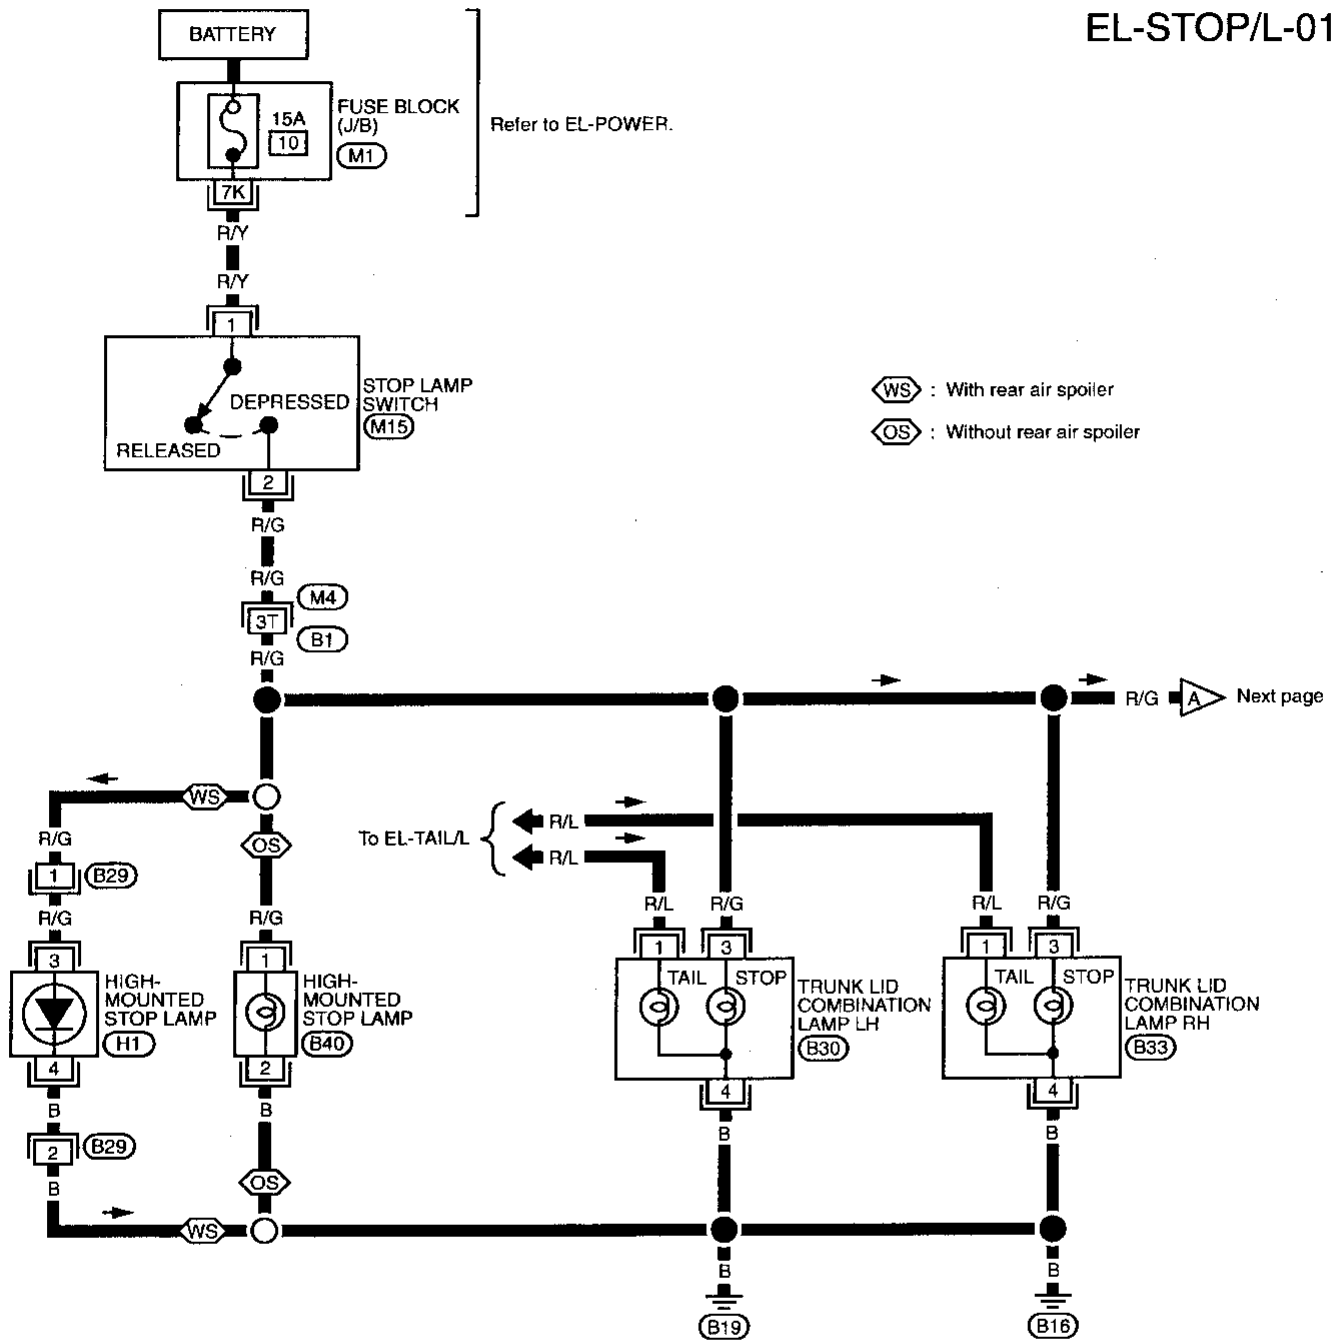 EL-STOP/L-01
BATTERY
FUSE BLOCK
(J/B)
15A
10
M1
Refer to EL-POWER.
7K
R/Y
R/Y
1
STOP LAMP
SWITCH
M15
DEPRESSED
RELEASED
2
WS : With rear air spoiler
OS : Without rear air spoiler
R/G
R/G
M4
3T
B1
R/G
R/G A Next page
WS
OS
To EL-TAIL/L
R/L
R/L
R/G
1 B29
R/G
R/G
R/L R/G
R/L R/G
3
1
1 3
1 3
HIGH-
MOUNTED
STOP LAMP
H1
HIGH-
MOUNTED
STOP LAMP
B40
TAIL STOP
TRUNK LID
COMBINATION
LAMP LH
B30
TAIL STOP
TRUNK LID
COMBINATION
LAMP RH
B33
4
2
4
4
B
B
B
B
2 B29
B
OS
WS
B
B
B19
B16